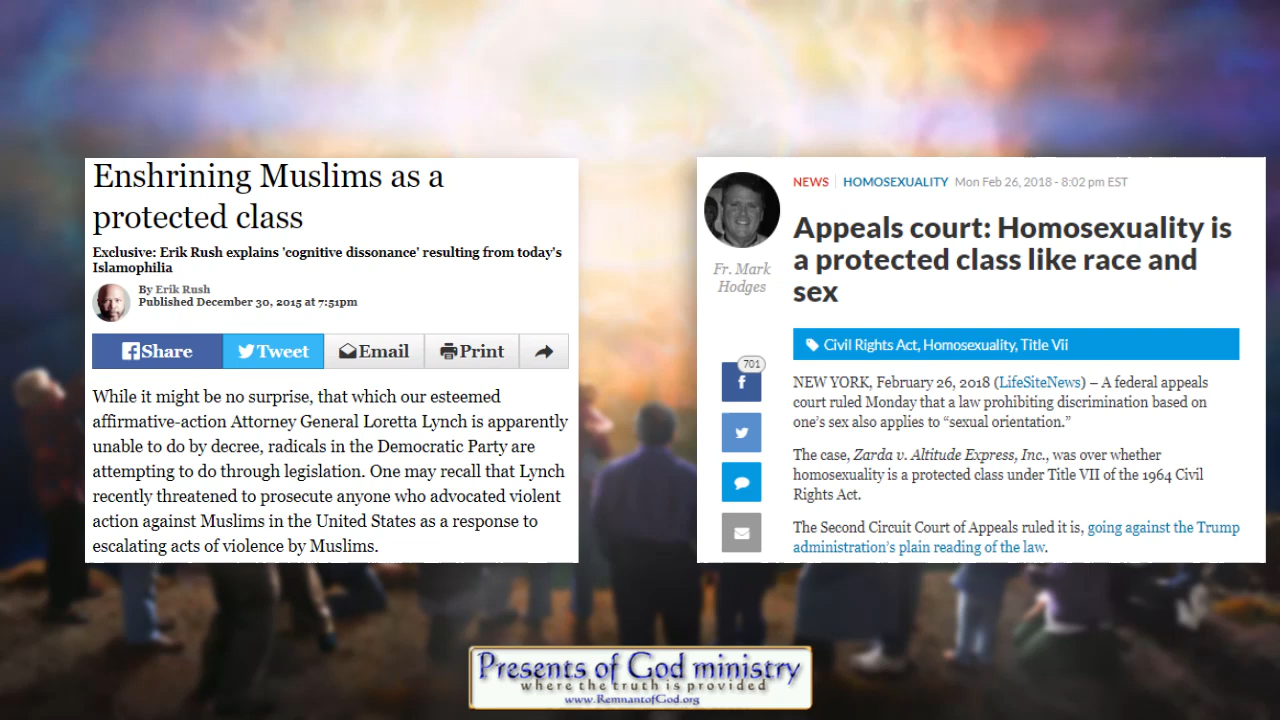 Enshrining Muslims as a
protected class
Exclusive: Erik Rush explains 'cognitive dissonance' resulting from today's
Islamophilia
By Erik Rush
Published December 30, 2015 at 7:51pm
Share Tweet Email Print
While it might be no surprise, that which our esteemed
affirmative-action Attorney General Loretta Lynch is apparently
unable to do by decree, radicals in the Democratic Party are
attempting to do through legislation. One may recall that Lynch
recently threatened to prosecute anyone who advocated violent
action against Muslims in the United States as a response to
escalating acts of violence by Muslims.
NEWS HOMOSEXUALITY Mon Feb 26, 2018 - 8:02 pm EST
Appeals court: Homosexuality is
a protected class like race and
sex
Fr. Mark
Hodges
Civil Rights Act, Homosexuality, Title Vii
701
NEW YORK, February 26, 2018 (LifeSiteNews) – A federal appeals
court ruled Monday that a law prohibiting discrimination based on
one's sex also applies to “sexual orientation.”
The case, Zarda v. Altitude Express, Inc., was over whether
homosexuality is a protected class under Title VII of the 1964 Civil
Rights Act.
The Second Circuit Court of Appeals ruled it is, going against the Trump
administration's plain reading of the law.
Presents of God ministry
where the truth is provided
www.RemnantofGod.org